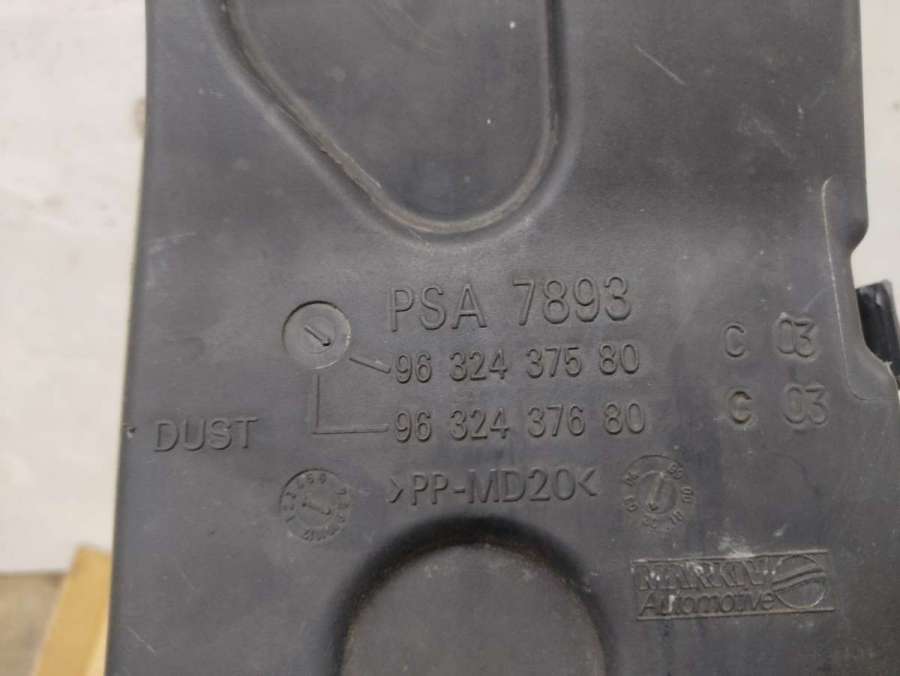 PSA 7893
96 324 375 80 C 03
96 324 376 80 C 03
DUST
>PP-MD20<
Automotive